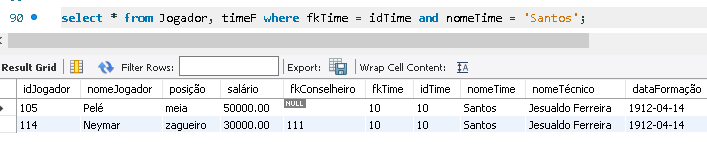 90 select * from Jogador, timeF where fkTime = idTime and nomeTime = 'Santos';
Result Grid Filter Rows: Export: Wrap Cell Content: IA
idJogador nomeJogador posição salário fkConselheiro fkTime idTime nomeTime nomeTécnico dataFormação
105 Pelé meia 50000.00 NULL 10 10 Santos Jesualdo Ferreira 1912-04-14
114 Neymar zagueiro 30000.00 111 10 10 Santos Jesualdo Ferreira 1912-04-14